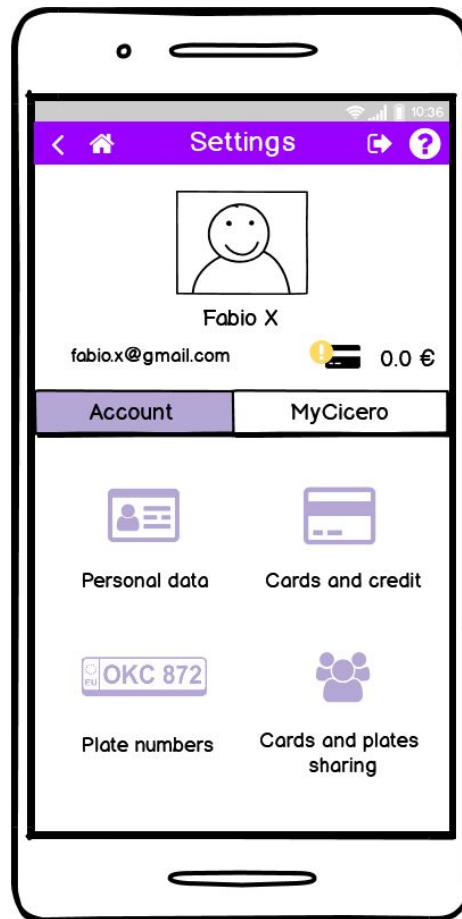 10:36
Settings
?
Fabio X
fabio.x@gmail.com
! 0.0 €
Account MyCicero
Personal data Cards and credit
EU OKC 872
Plate numbers Cards and plates
sharing